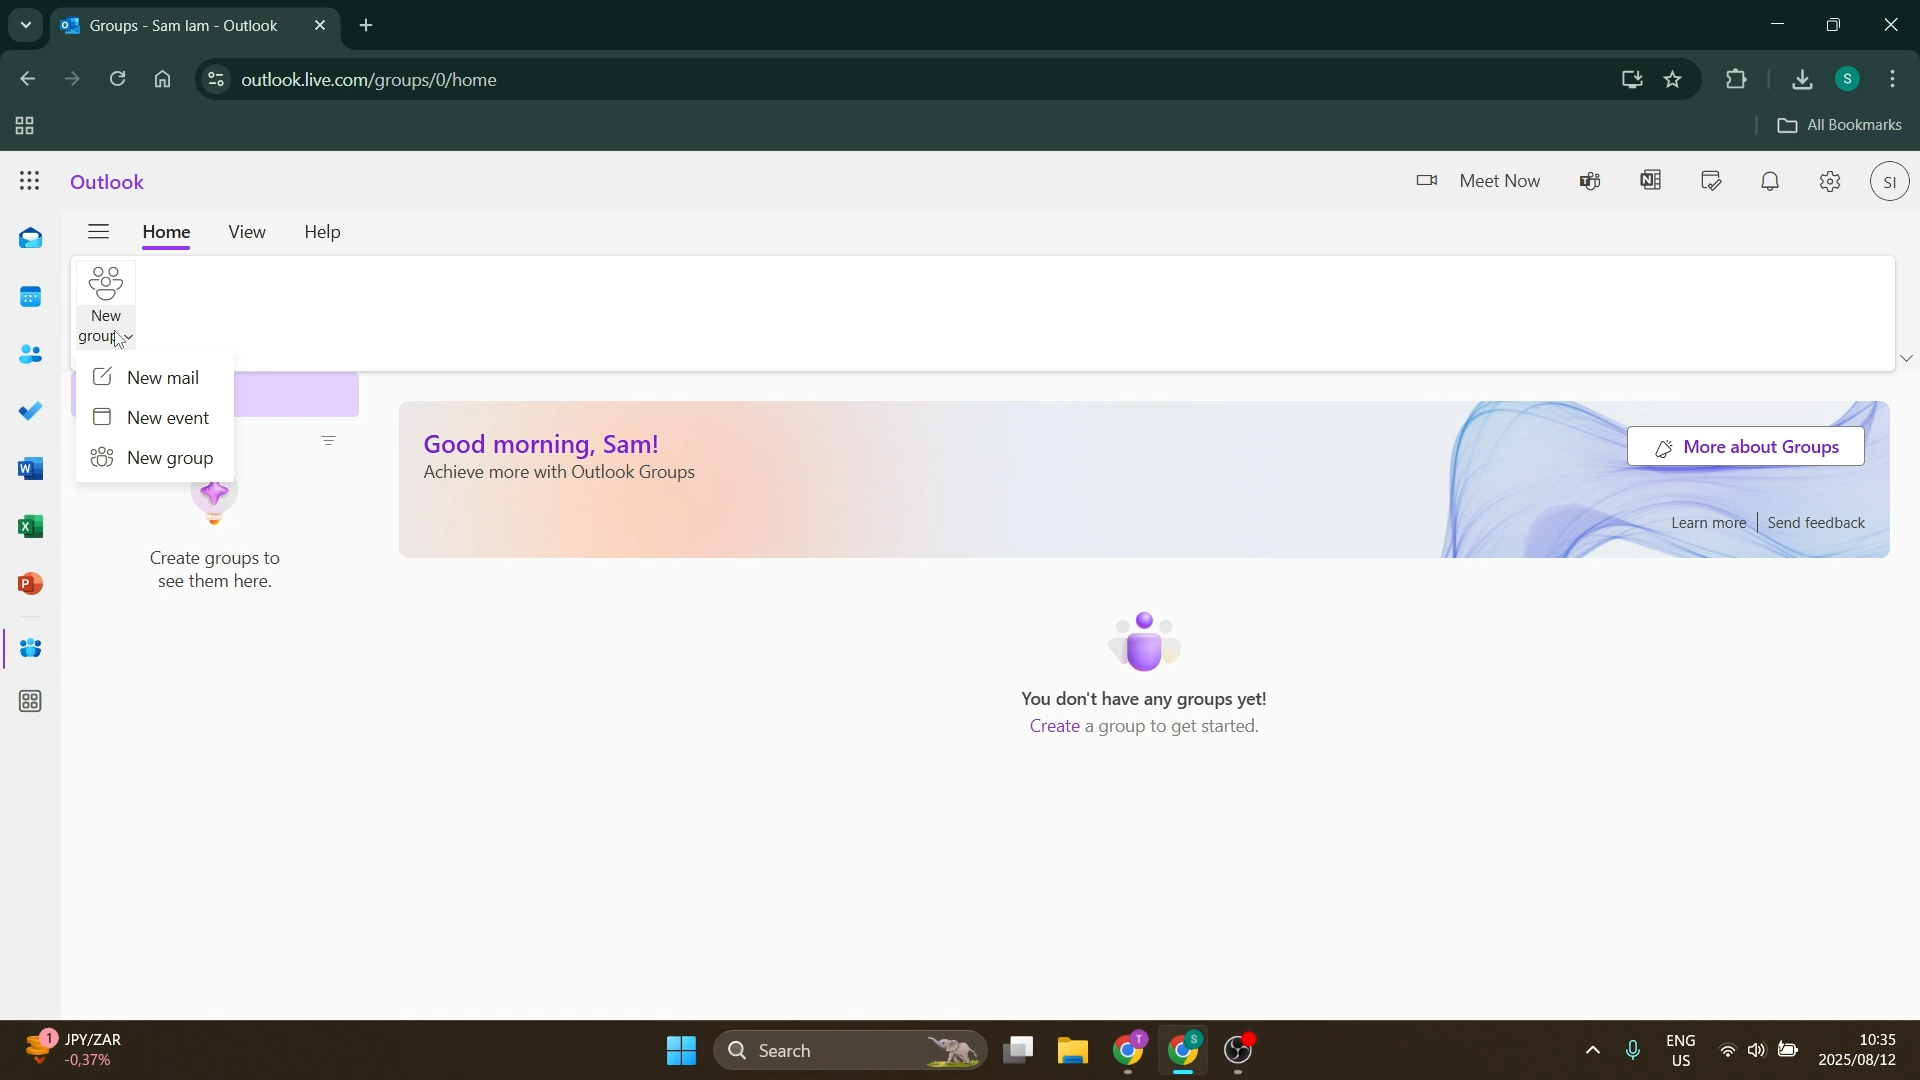 Groups - Sam Iam - Outlook
outlook.live.com/groups/0/home
S
All Bookmarks
Outlook
Meet Now
SI
Home
View
Help
New
group
New mail
New event
New group
Good morning, Sam!
Achieve more with Outlook Groups
More about Groups
Learn more
Send feedback
Create groups to
see them here.
You don't have any groups yet!
Create a group to get started.
1
JPY/ZAR
-0,37%
Search
T
S
ENG
US
10:35
2025/08/12